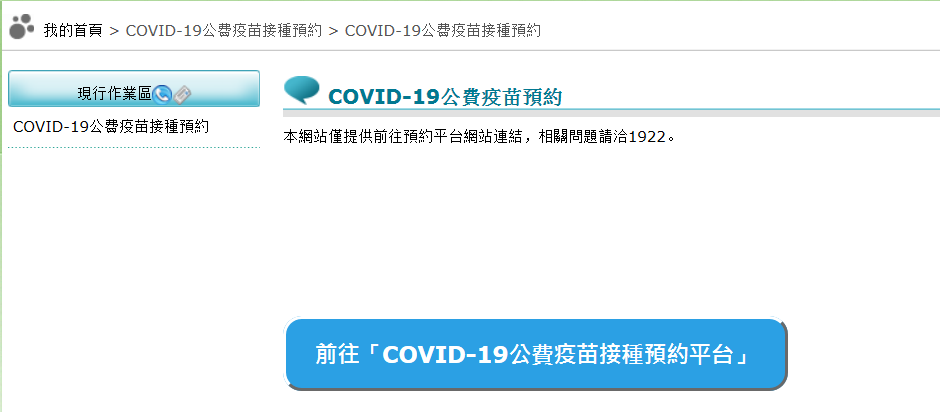 我的首頁 > COVID-19公費疫苗接種預約 > COVID-19公費疫苗接種預約
現行作業區
COVID-19公費疫苗接種預約
COVID-19公費疫苗預約
本網站僅提供前往預約平台網站連結，相關問題請洽1922。
前往「COVID-19公費疫苗接種預約平台」